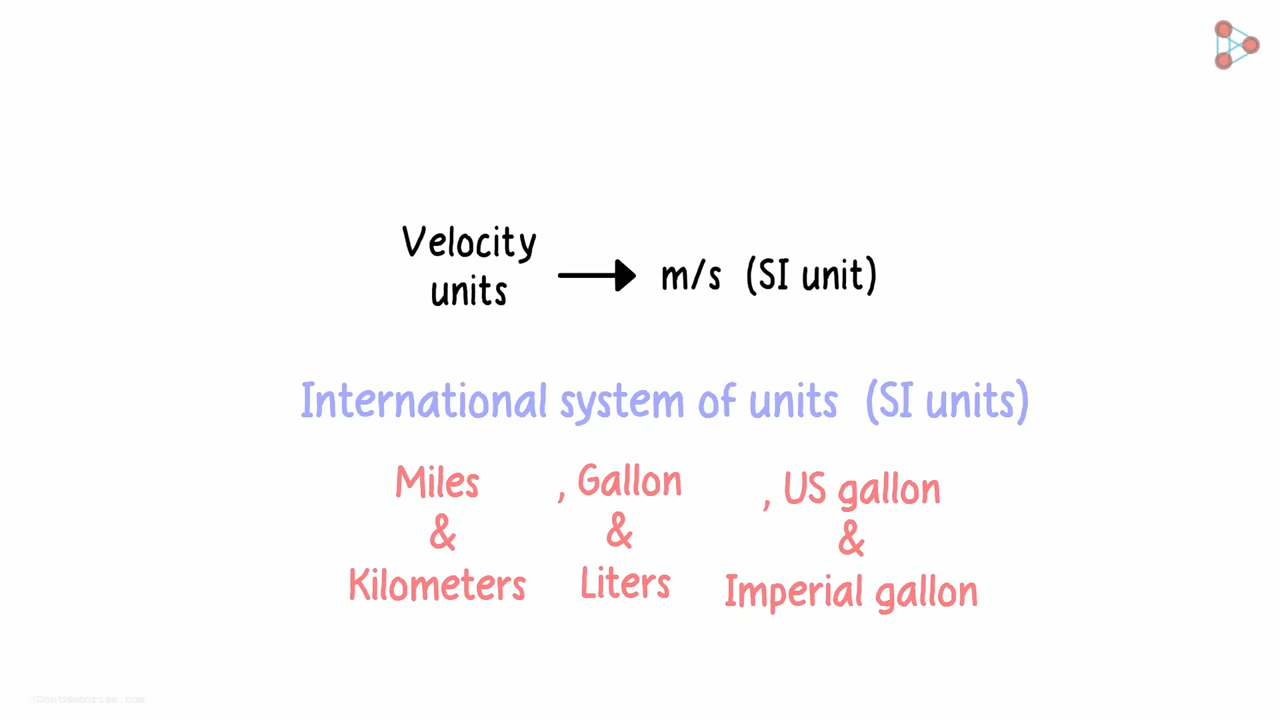 Velocity
units
m/s (SI unit)
International system of units (SI units)
Miles , Gallon , US gallon
& & &
Kilometers Liters Imperial gallon